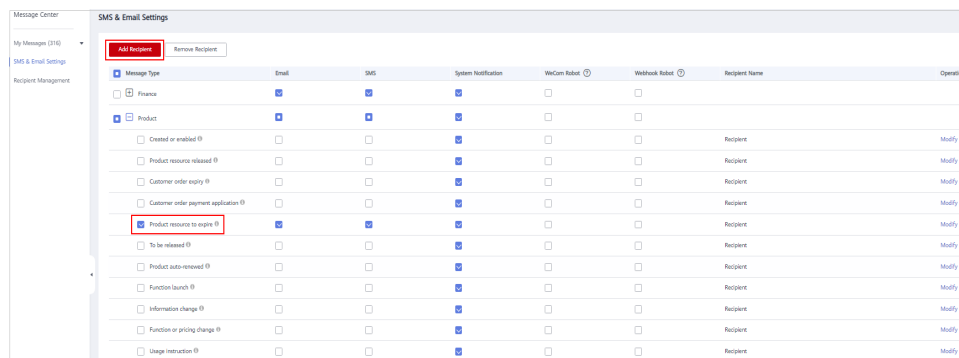 Message Center
SMS & Email Settings
My Messages (316)
SMS & Email Settings
Recipient Management
Add Recipient Remove Recipient
Message Type Email SMS System Notification WeCom Robot ? Webhook Robot ? Recipient Name Operati
Finance
Product
Created or enabled Recipient Modify
Product resource released Recipient Modify
Customer order expiry Recipient Modify
Customer order payment application Recipient Modify
Product resource to expire Recipient Modify
To be released Recipient Modify
Product auto-renewed Recipient Modify
Function launch Recipient Modify
Information change Recipient Modify
Function or pricing change Recipient Modify
Usage instruction Recipient Modify